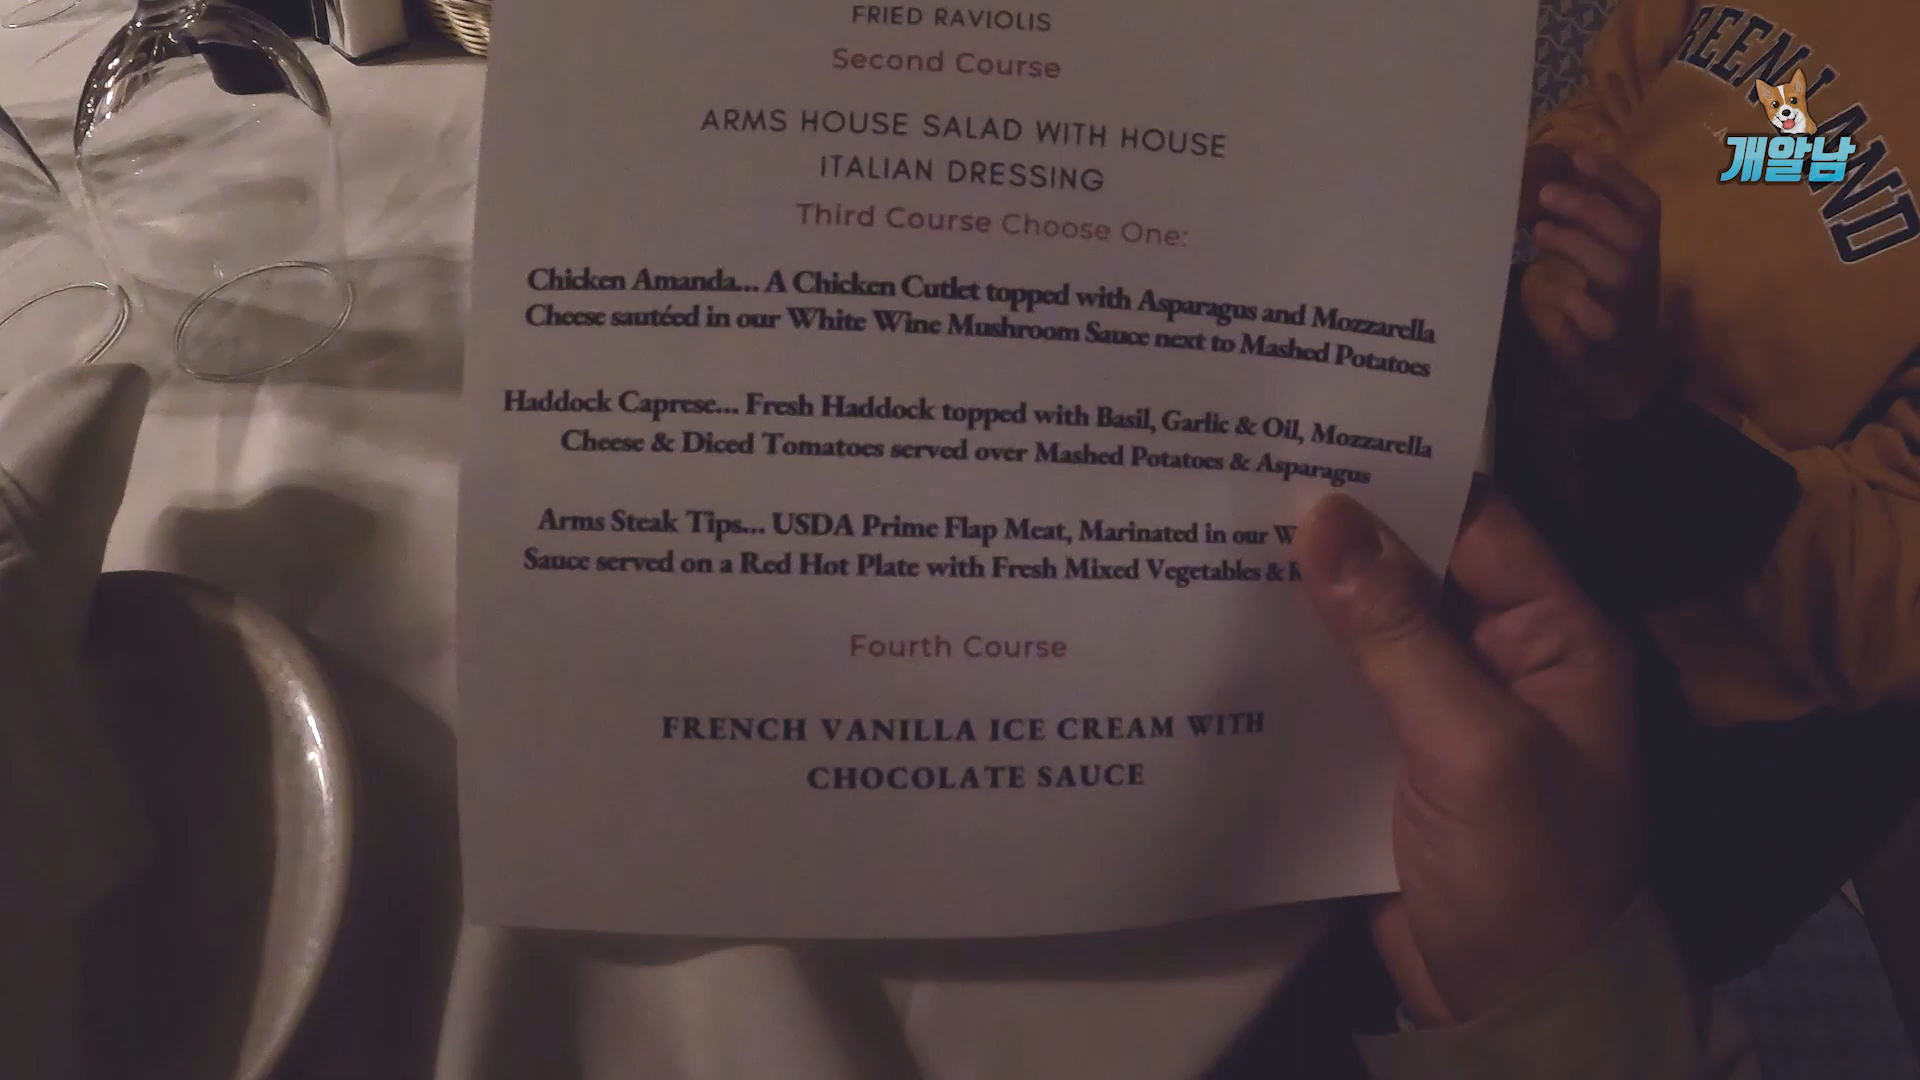 FRIED RAVIOLIS
Second Course
ARMS HOUSE SALAD WITH HOUSE
ITALIAN DRESSING
Third Course Choose One:
Chicken Amanda... A Chicken Cutlet topped with Asparagus and Mozzarella
Cheese sautéed in our White Wine Mushroom Sauce next to Mashed Potatoes
Haddock Caprese... Fresh Haddock topped with Basil, Garlic & Oil, Mozzarella
Cheese & Diced Tomatoes served over Mashed Potatoes & Asparagus
Arms Steak Tips... USDA Prime Flap Meat, Marinated in our
Sauce served on a Red Hot Plate with Fresh Mixed Vegetables &
Fourth Course
FRENCH VANILLA ICE CREAM WITH
CHOCOLATE SAUCE
개알남